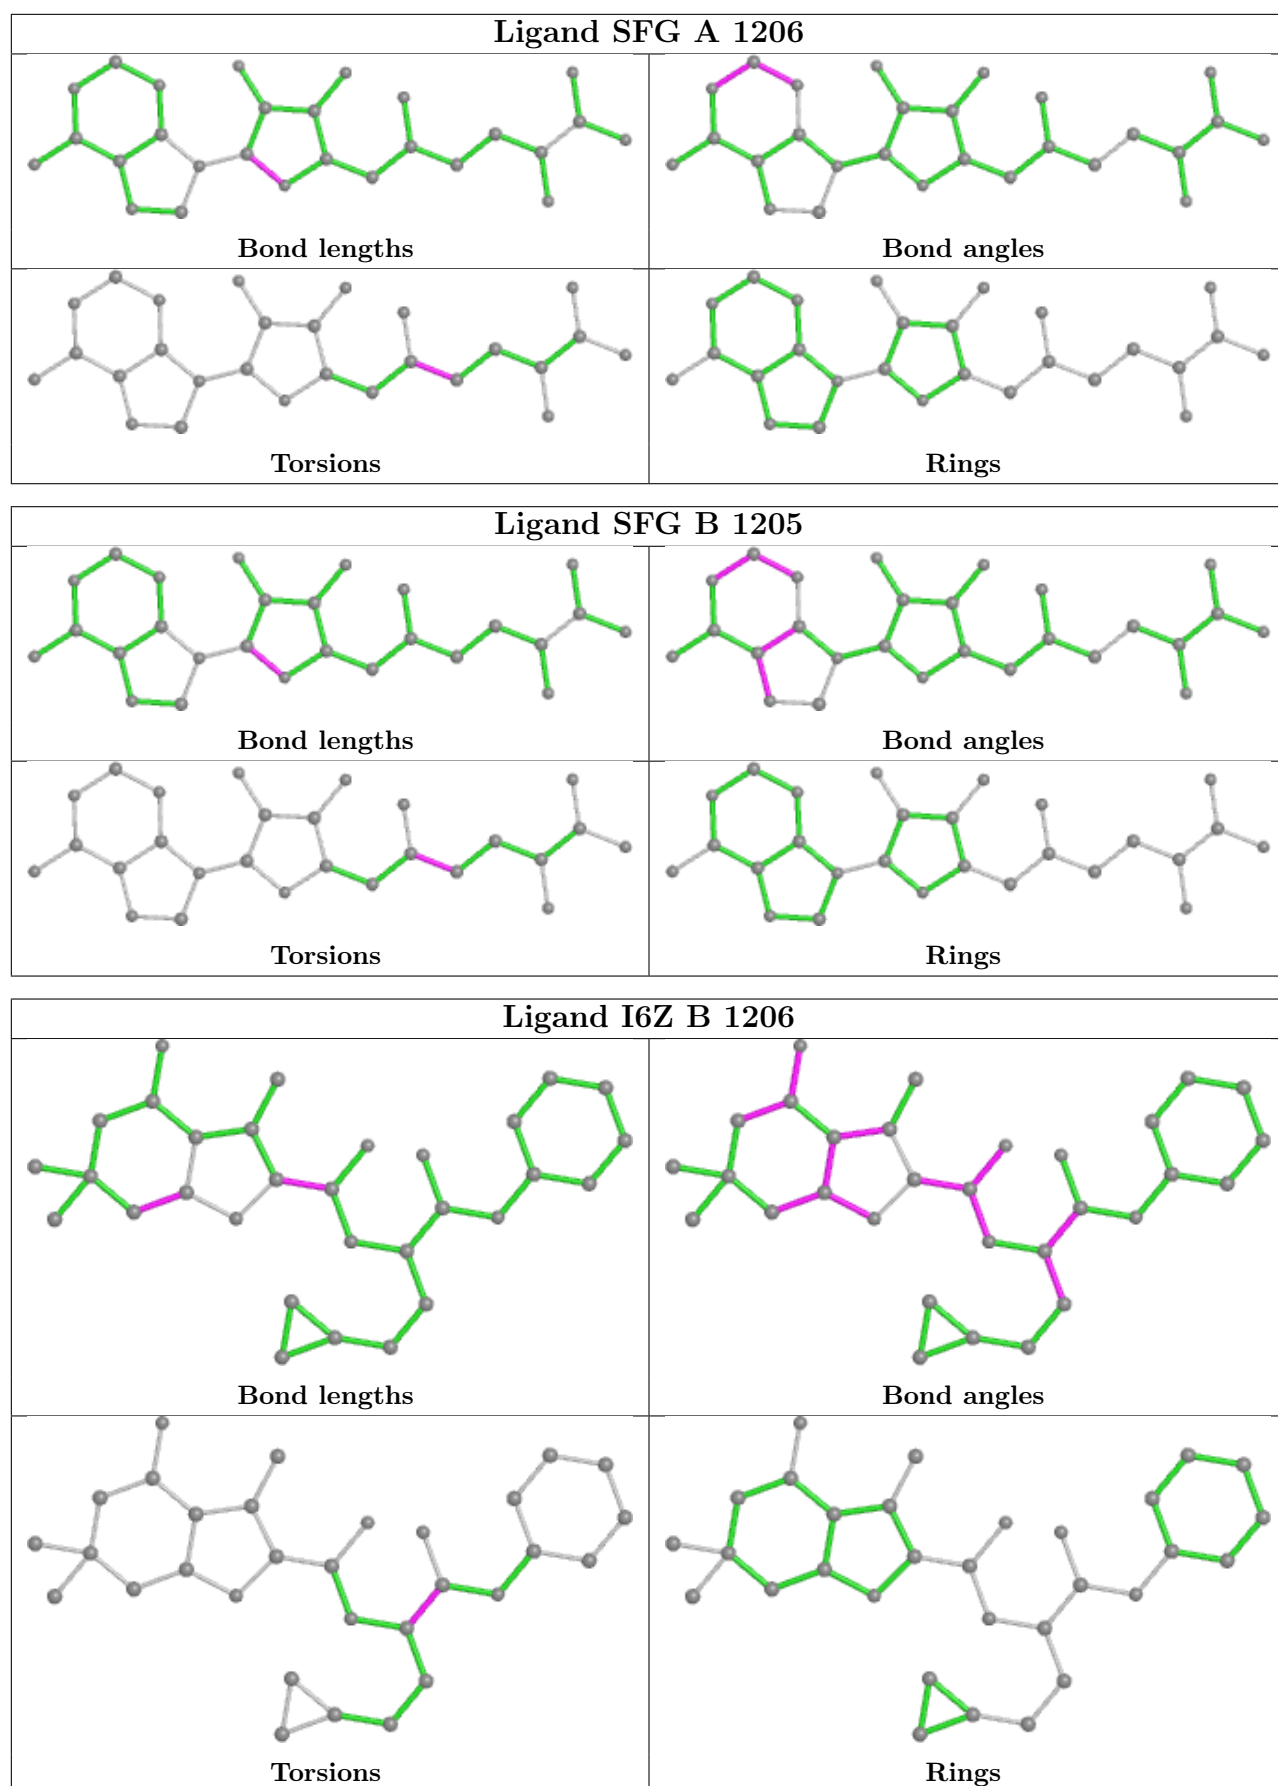 Ligand SFG A 1206
Bond lengths
Bond angles
Torsions
Rings
Ligand SFG B 1205
Bond lengths
Bond angles
Torsions
Rings
Ligand I6Z B 1206
Bond lengths
Bond angles
Torsions
Rings